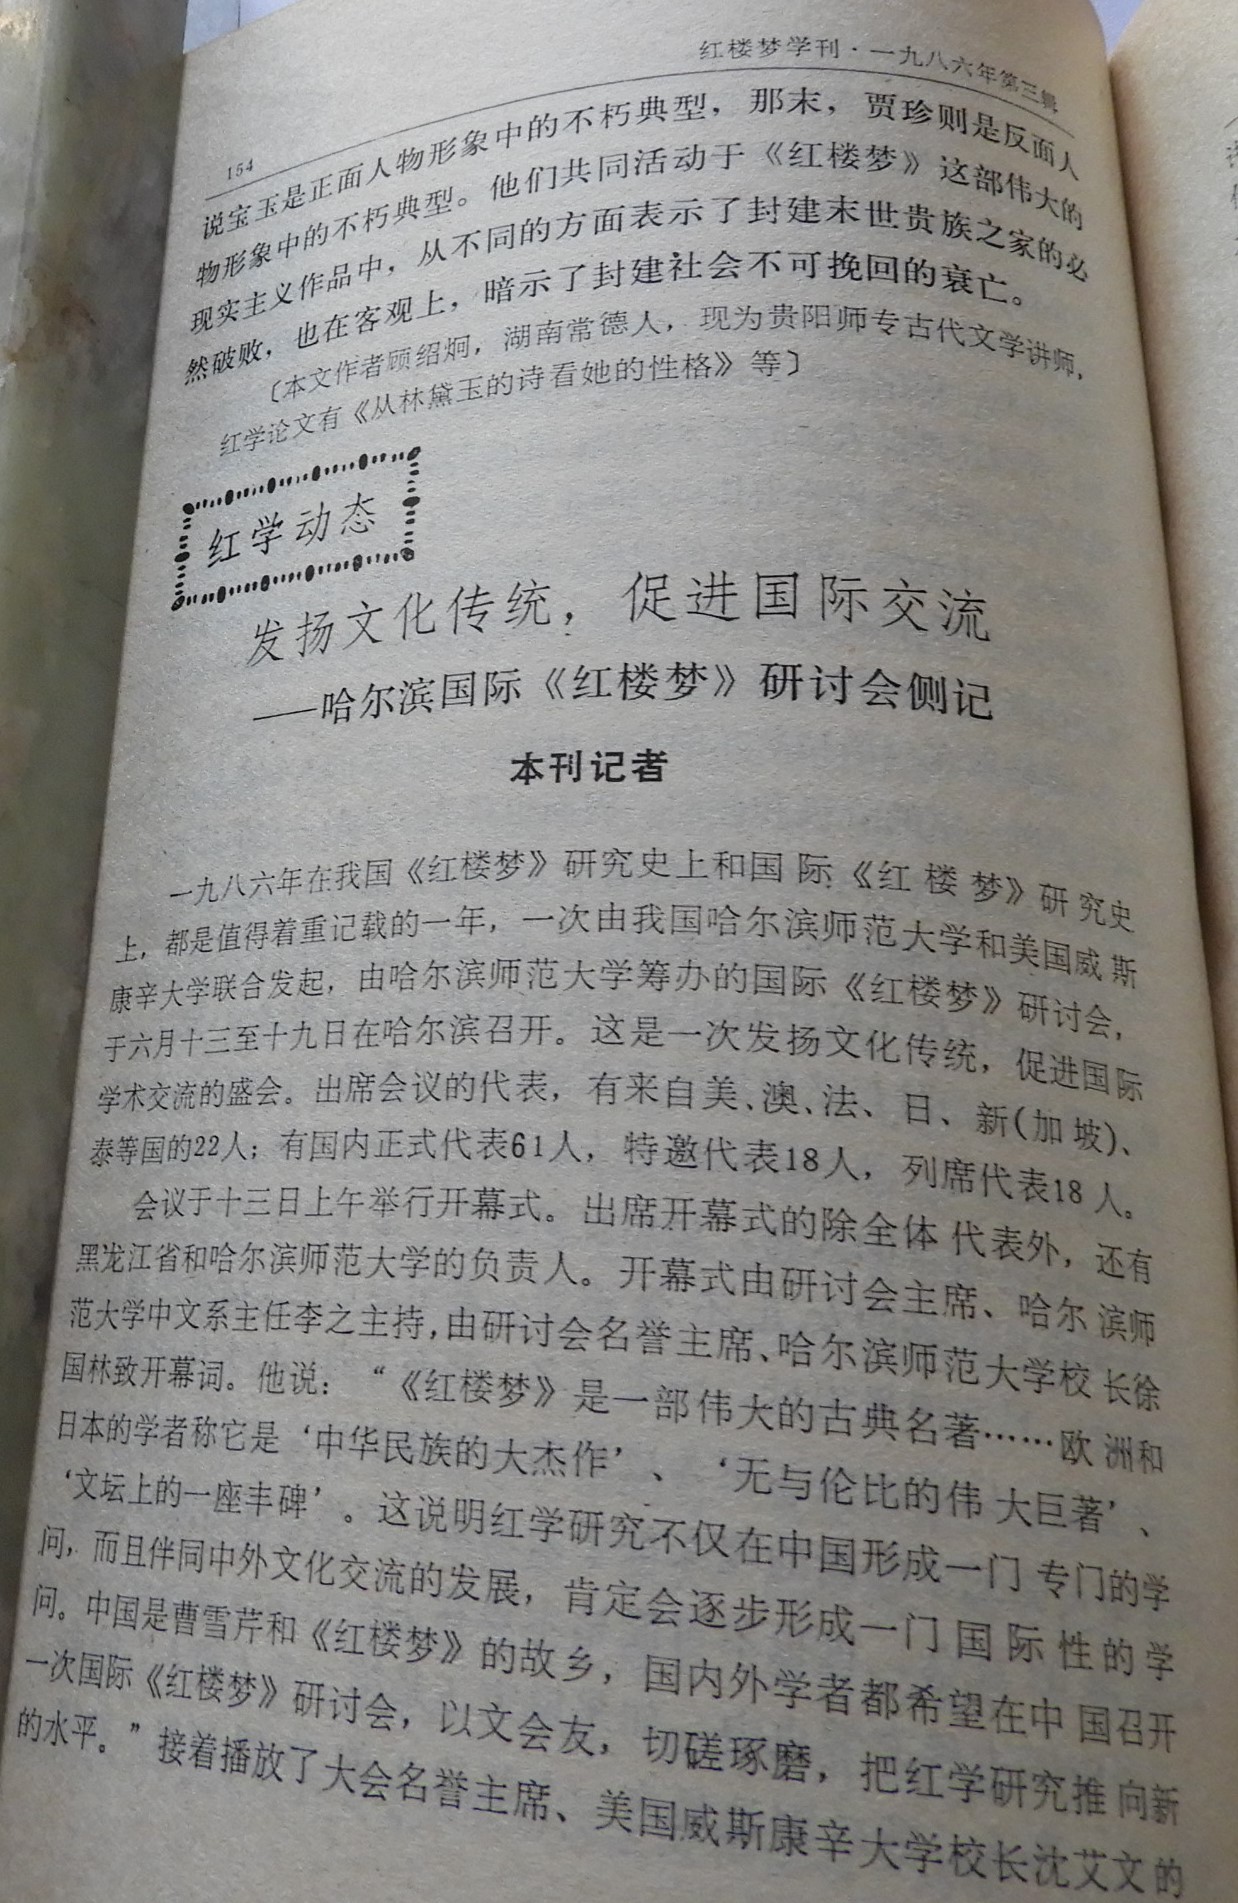 红楼梦学刊·一九八六年第三辑
154
说宝玉是正面人物形象中的不朽典型，那末，贾珍则是反面人
物形象中的不朽典型。他们共同活动于《红楼梦》这部伟大的
现实主义作品中，从不同的方面表示了封建末世贵族之家的必
然破败，也在客观上，暗示了封建社会不可挽回的衰亡。
〔本文作者顾绍炯，湖南常德人，现为贵阳师专古代文学讲师，
红学论文有《从林黛玉的诗看她的性格》等〕
红学动态
发扬文化传统，促进国际交流
——哈尔滨国际《红楼梦》研讨会侧记
本刊记者
一九八六年在我国《红楼梦》研究史上和国际《红楼梦》研究史
上，都是值得着重记载的一年，一次由我国哈尔滨师范大学和美国威斯
康辛大学联合发起，由哈尔滨师范大学筹办的国际《红楼梦》研讨会，
于六月十三至十九日在哈尔滨召开。这是一次发扬文化传统，促进国际
学术交流的盛会。出席会议的代表，有来自美、澳、法、日、新(加坡)、
泰等国的22人；有国内正式代表61人，特邀代表18人，列席代表18人。
会议于十三日上午举行开幕式。出席开幕式的除全体代表外，还有
黑龙江省和哈尔滨师范大学的负责人。开幕式由研讨会主席、哈尔滨师
范大学中文系主任李之主持，由研讨会名誉主席、哈尔滨师范大学校长徐
国林致开幕词。他说：“《红楼梦》是一部伟大的古典名著……欧洲和
日本的学者称它是‘中华民族的大杰作’、‘无与伦比的伟大巨著’、
‘文坛上的一座丰碑’。这说明红学研究不仅在中国形成一门专门的学
问，而且伴同中外文化交流的发展，肯定会逐步形成一门国际性的学
问。中国是曹雪芹和《红楼梦》的故乡，国内外学者都希望在中国召开
一次国际《红楼梦》研讨会，以文会友，切磋琢磨，把红学研究推向新
的水平。”接着播放了大会名誉主席、美国威斯康辛大学校长沈艾文的